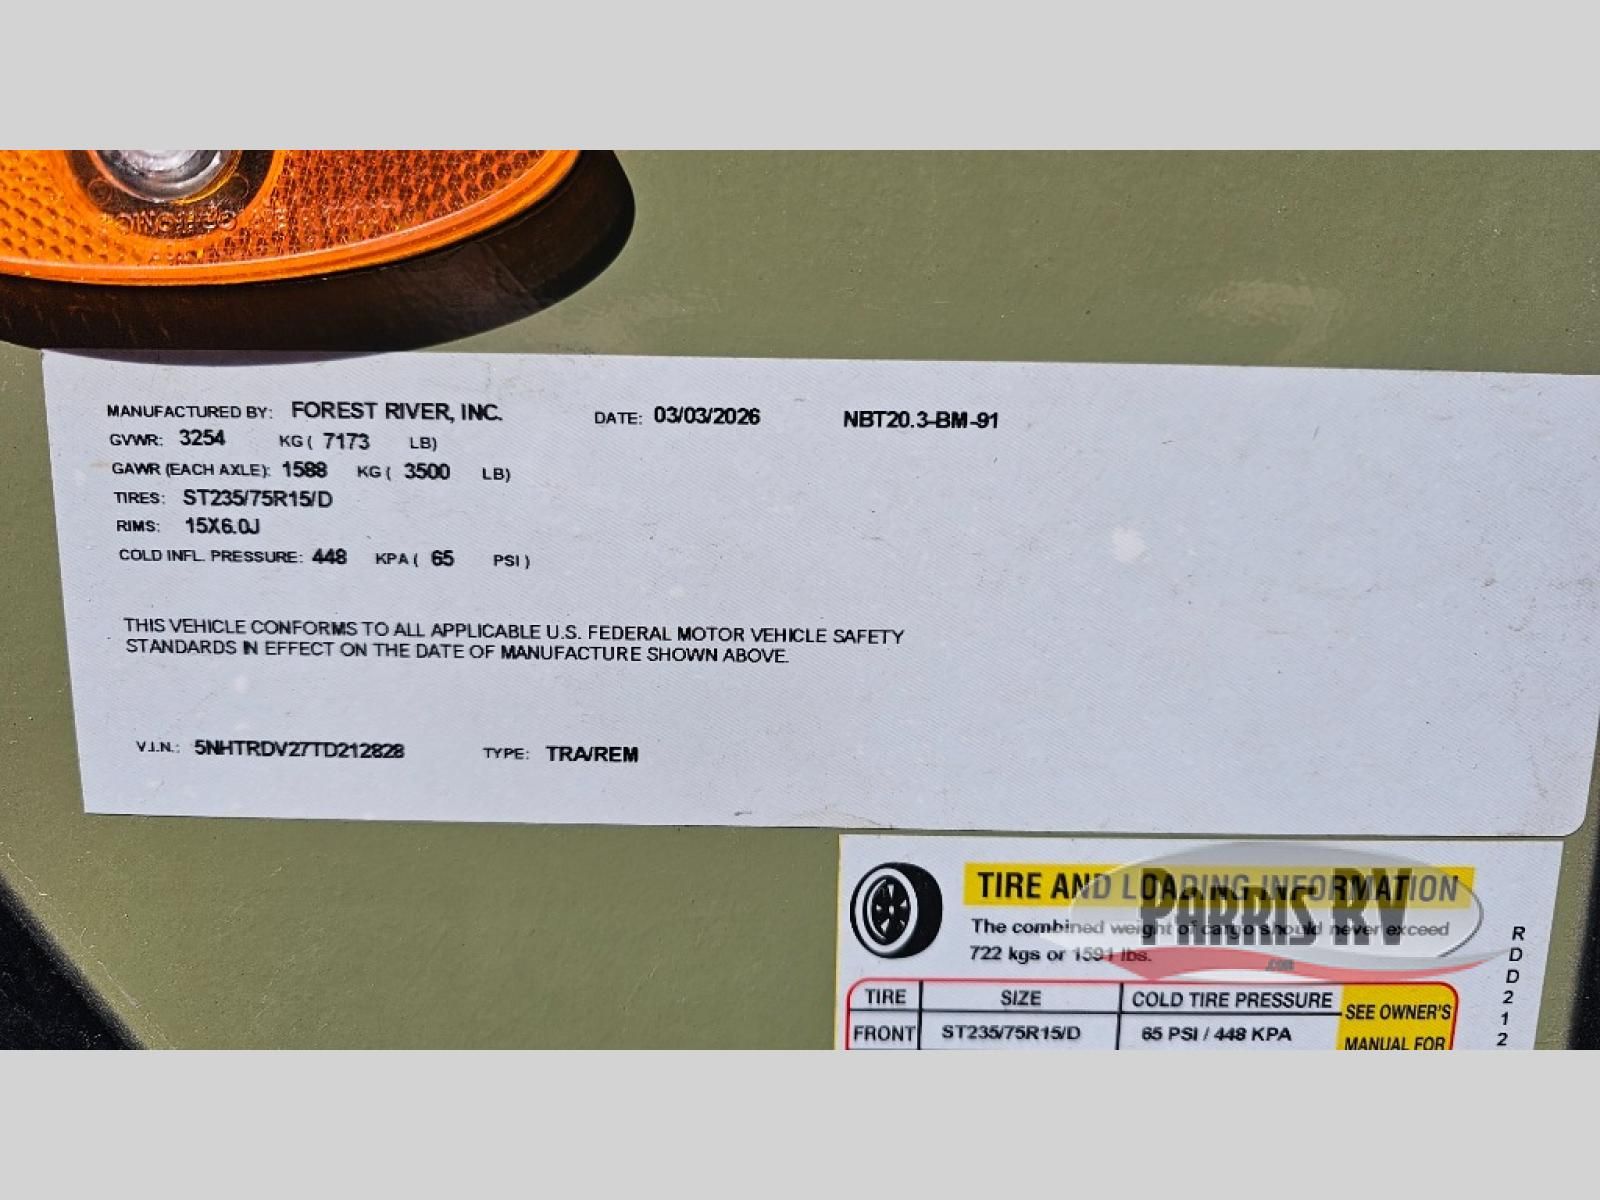 MANUFACTURED BY: FOREST RIVER, INC. DATE: 03/03/2026 NBT20.3-BM-91
GVWR: 3254 KG ( 7173 LB)
GAWR (EACH AXLE): 1588 KG ( 3500 LB)
TIRES: ST235/75R15/D
RIMS: 15X6.0J
COLD INFL. PRESSURE: 448 KPA ( 65 PSI )
THIS VEHICLE CONFORMS TO ALL APPLICABLE U.S. FEDERAL MOTOR VEHICLE SAFETY
STANDARDS IN EFFECT ON THE DATE OF MANUFACTURE SHOWN ABOVE.
V.I.N.: 5NHTRDV27TD212828 TYPE: TRA/REM
TIRE AND LOADING INFORMATION
The combined weight of cargo should never exceed
722 kgs or 1591 lbs.
PARRIS RV
.com
TIRE SIZE COLD TIRE PRESSURE SEE OWNER'S
FRONT ST235/75R15/D 65 PSI / 448 KPA MANUAL FOR
RDD212